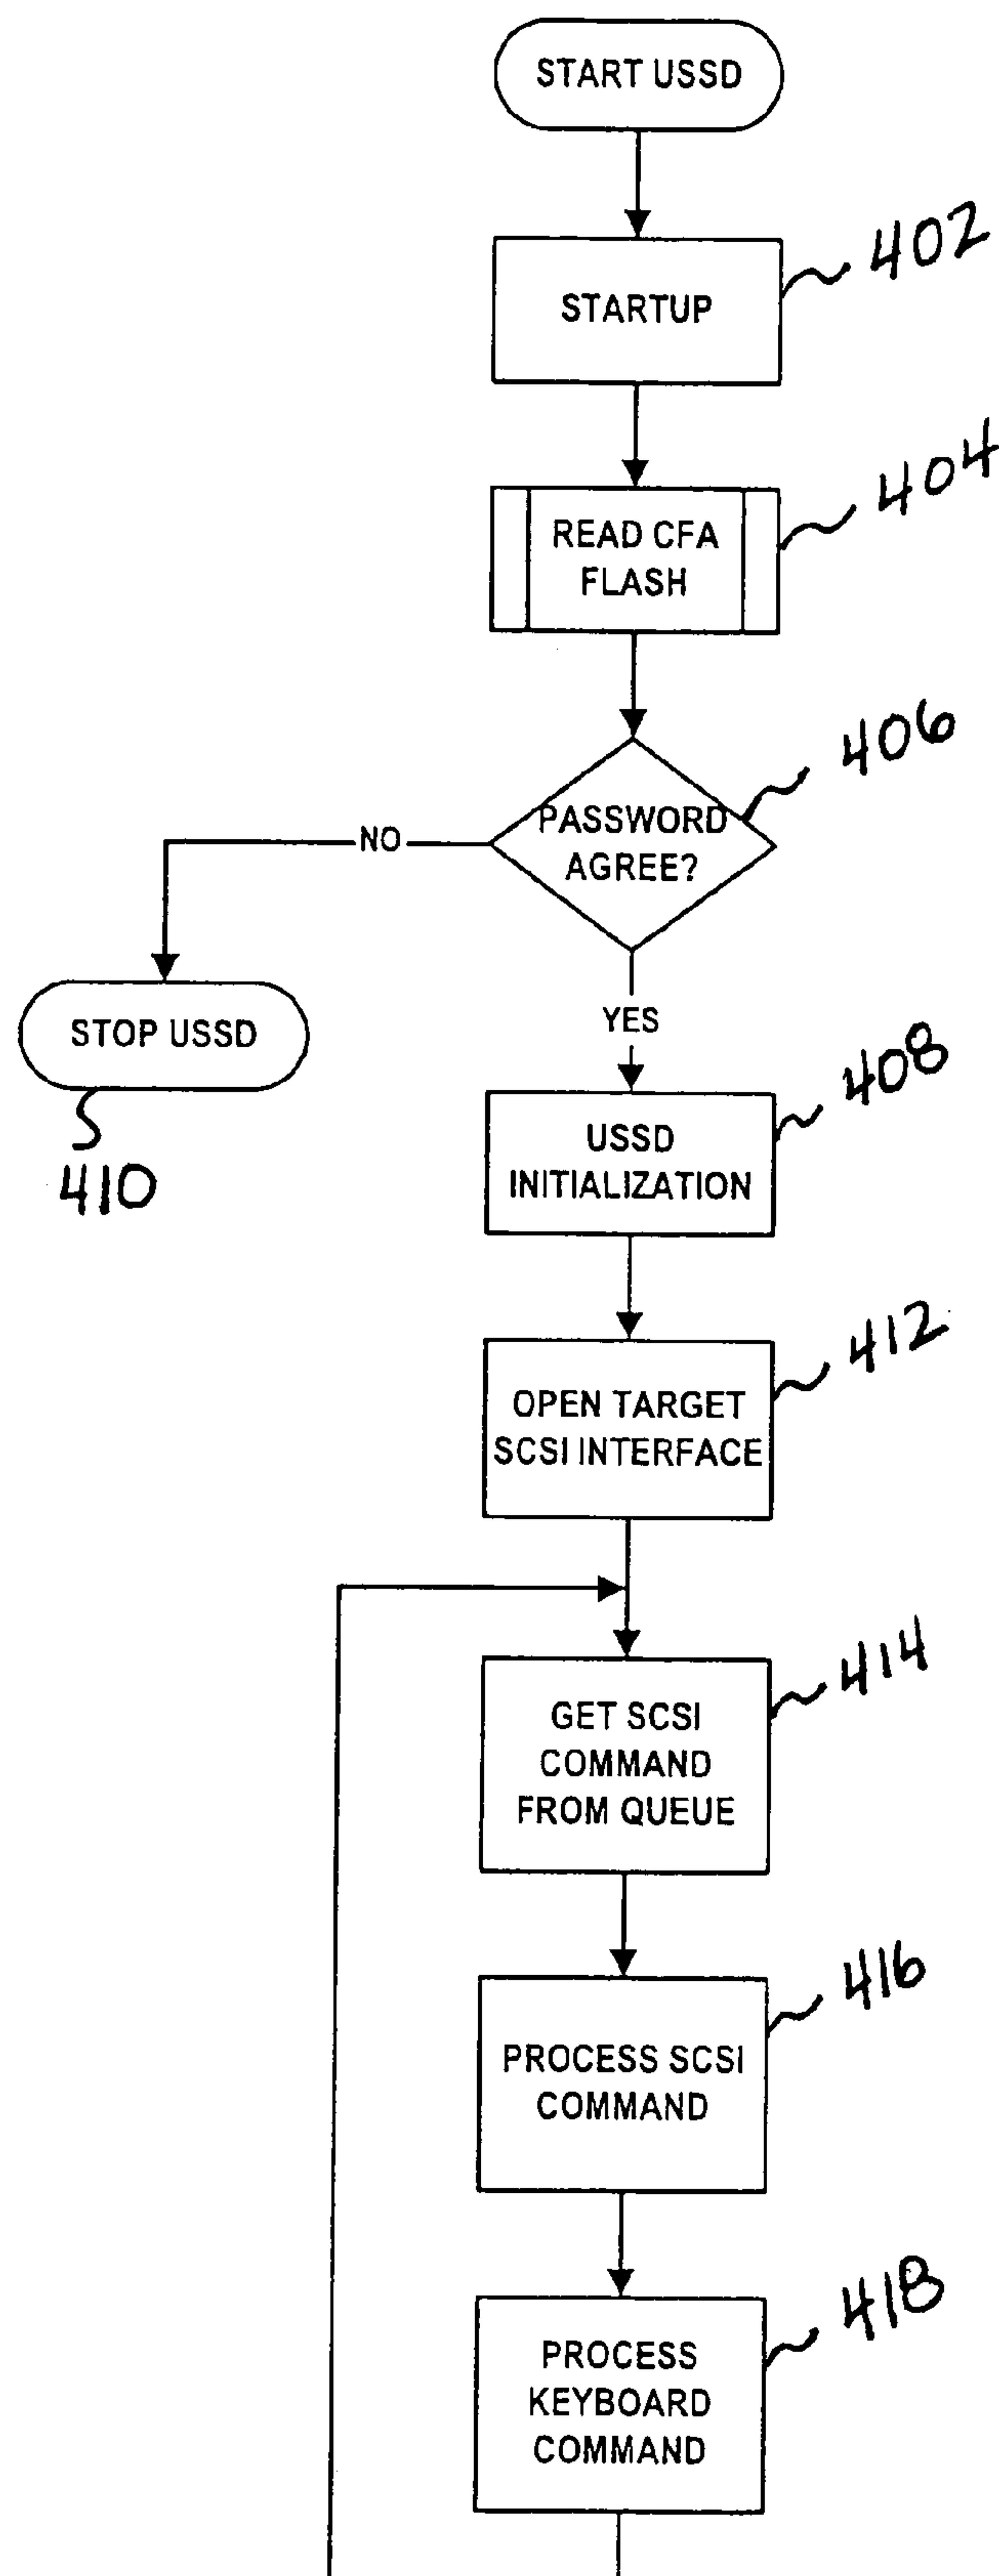 START USSD
402
STARTUP
404
READ CFA
FLASH
406
PASSWORD
AGREE?
NO
STOP USSD
410
YES
408
USSD
INITIALIZATION
412
OPEN TARGET
SCSI INTERFACE
414
GET SCSI
COMMAND
FROM QUEUE
416
PROCESS SCSI
COMMAND
418
PROCESS
KEYBOARD
COMMAND